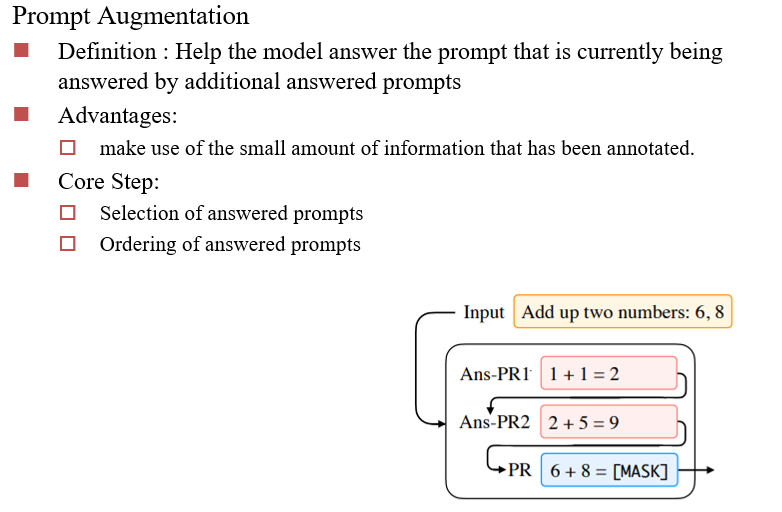 Prompt Augmentation
Definition : Help the model answer the prompt that is currently being
answered by additional answered prompts
Advantages:
make use of the small amount of information that has been annotated.
Core Step:
Selection of answered prompts
Ordering of answered prompts
Input Add up two numbers: 6, 8
Ans-PR1 1 + 1 = 2
Ans-PR2 2 + 5 = 9
PR 6 + 8 = [MASK]